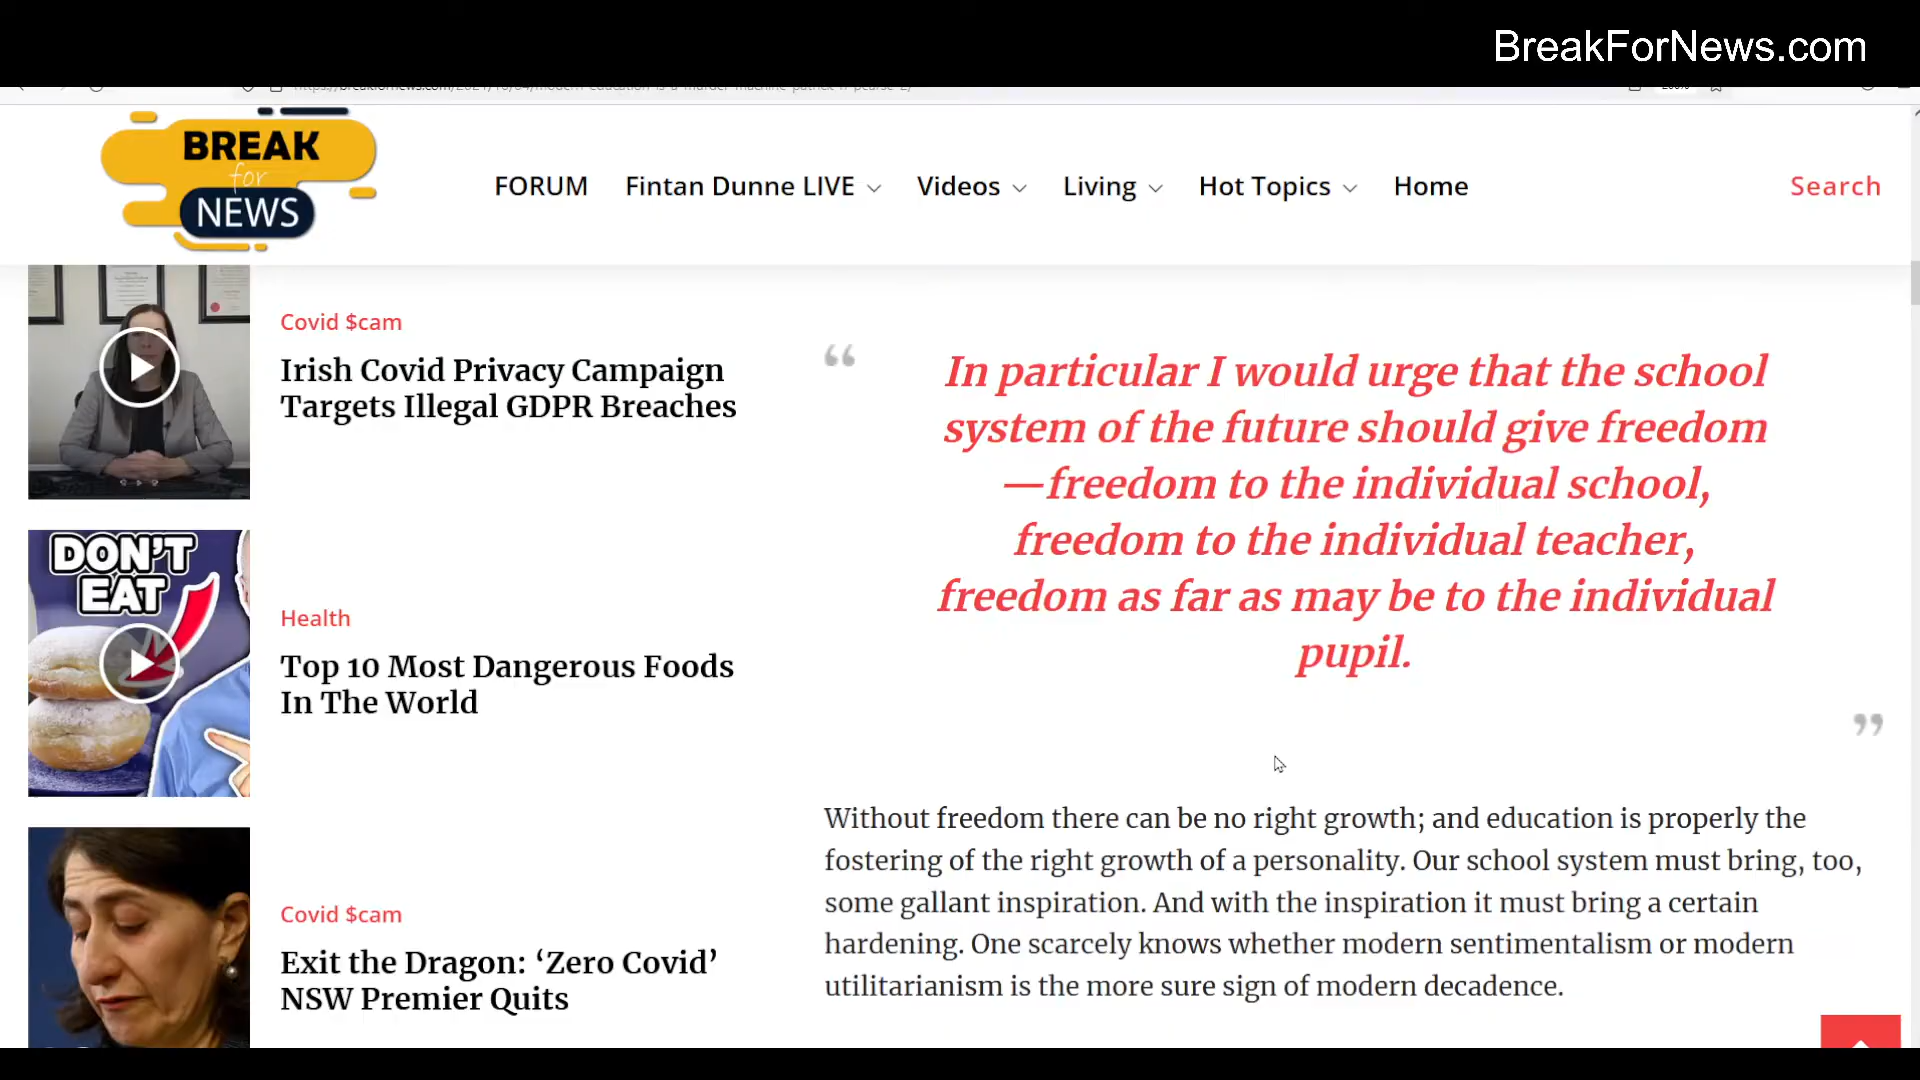 BreakForNews.com
BREAK
for
NEWS
FORUM
Fintan Dunne LIVE
Videos
Living
Hot Topics
Home
Search
Covid $cam
Irish Covid Privacy Campaign
Targets Illegal GDPR Breaches
DON'T
EAT
Health
Top 10 Most Dangerous Foods
In The World
Covid $cam
Exit the Dragon: ‘Zero Covid’
NSW Premier Quits
“
In particular I would urge that the school
system of the future should give freedom
—freedom to the individual school,
freedom to the individual teacher,
freedom as far as may be to the individual
pupil.
”
Without freedom there can be no right growth; and education is properly the
fostering of the right growth of a personality. Our school system must bring, too,
some gallant inspiration. And with the inspiration it must bring a certain
hardening. One scarcely knows whether modern sentimentalism or modern
utilitarianism is the more sure sign of modern decadence.